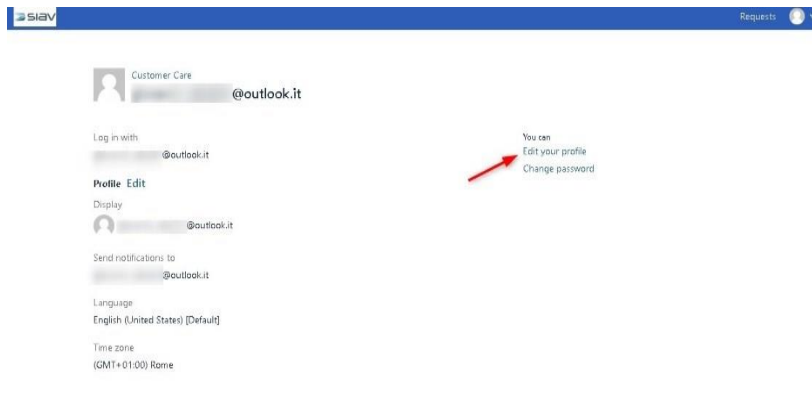 SIAV
Requests
Customer Care
@outlook.it
Log in with
@outlook.it
Profile Edit
Display
@outlook.it
Send notifications to
@outlook.it
Language
English (United States) [Default]
Time zone
(GMT+01:00) Rome
You can
Edit your profile
Change password